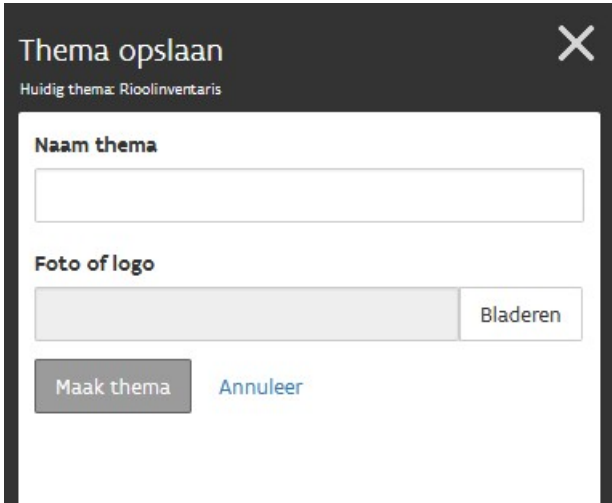 Thema opslaan
Huidig thema: Rioolinventaris
Naam thema
Foto of logo
Bladeren
Maak thema Annuleer